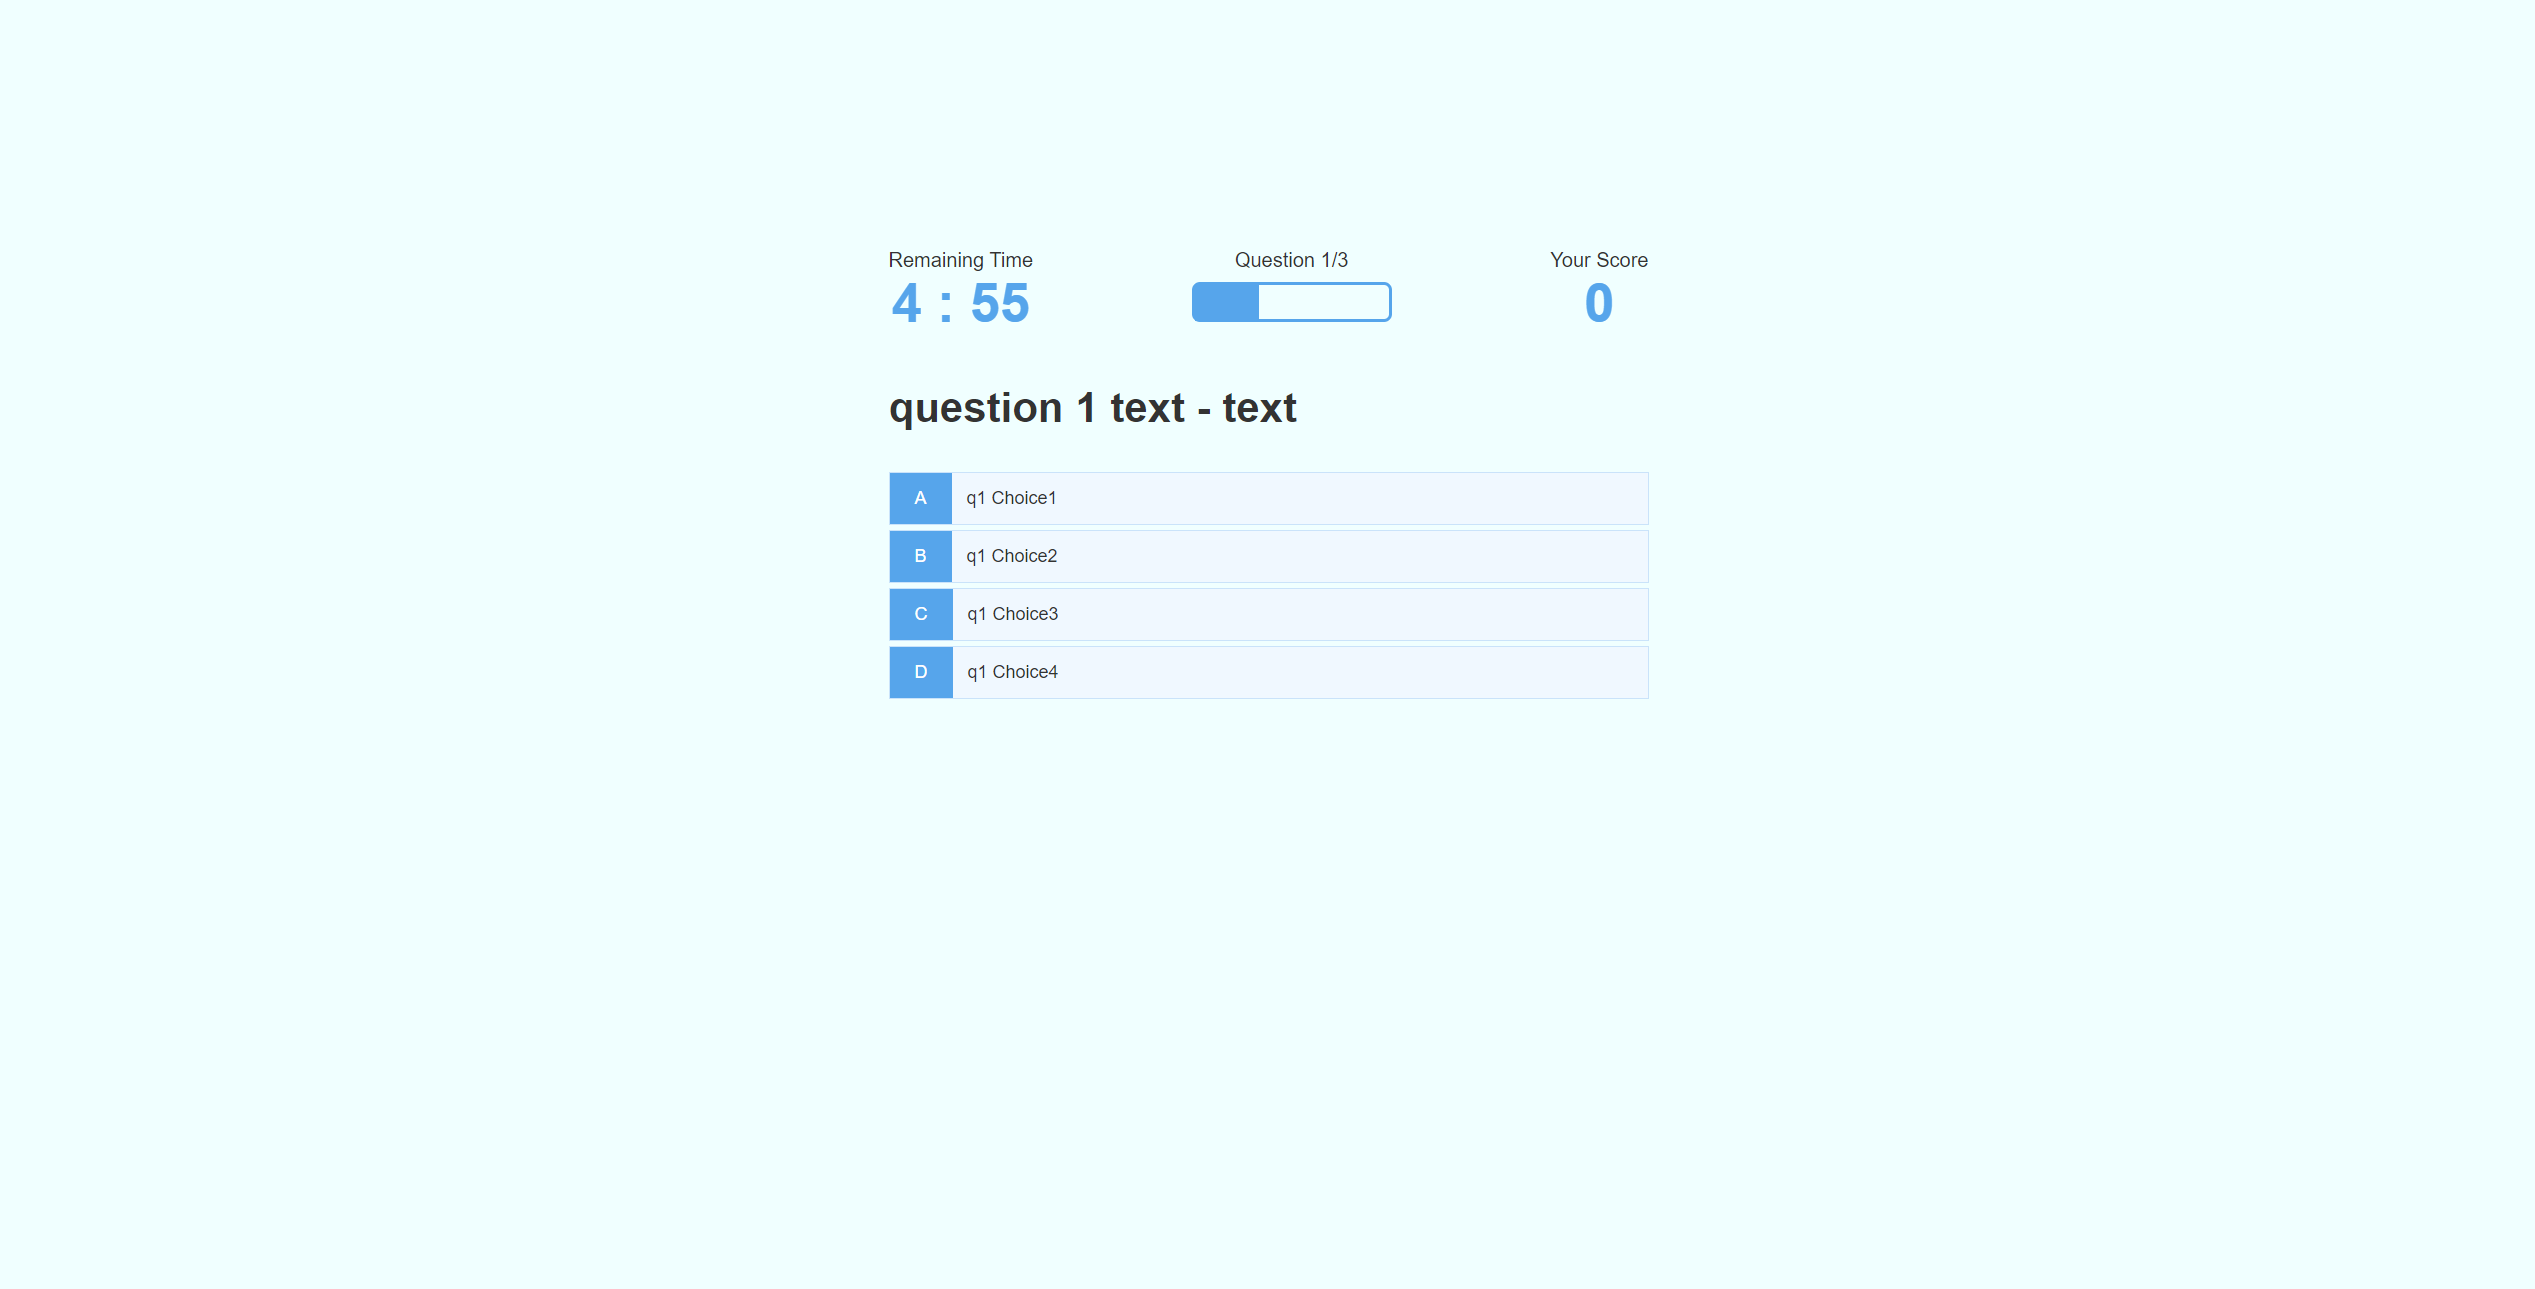 Remaining Time
4 : 55
Question 1/3
Your Score
0
question 1 text - text
A q1 Choice1
B q1 Choice2
C q1 Choice3
D q1 Choice4